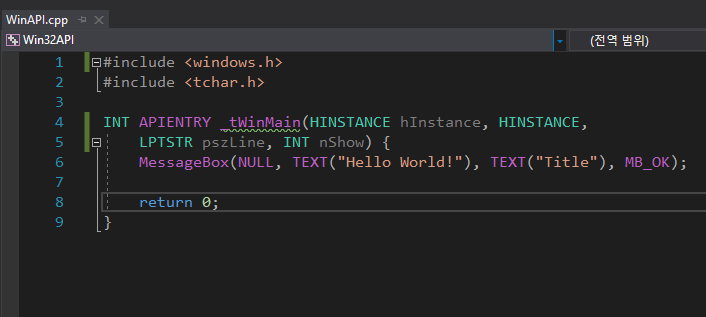 WinAPI.cpp
Win32API (전역 범위)
1 #include <windows.h>
2 #include <tchar.h>
3
4 INT APIENTRY _tWinMain(HINSTANCE hInstance, HINSTANCE,
5 LPTSTR pszLine, INT nShow) {
6 MessageBox(NULL, TEXT("Hello World!"), TEXT("Title"), MB_OK);
7
8 return 0;
9 }